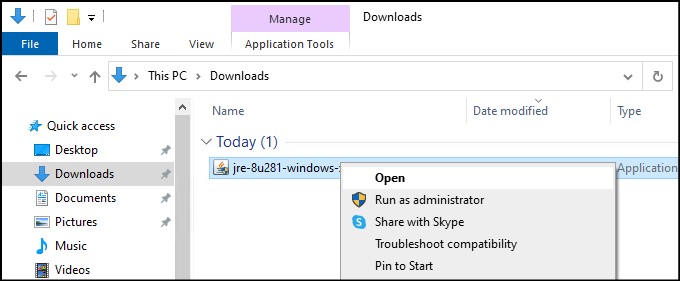 Manage
Downloads
File
Home
Share
View
Application Tools
This PC
Downloads
Name
Date modified
Type
Quick access
Today (1)
Desktop
jre-8u281-windows-
Application
Downloads
Open
Documents
Run as administrator
Pictures
Share with Skype
Music
Troubleshoot compatibility
Videos
Pin to Start